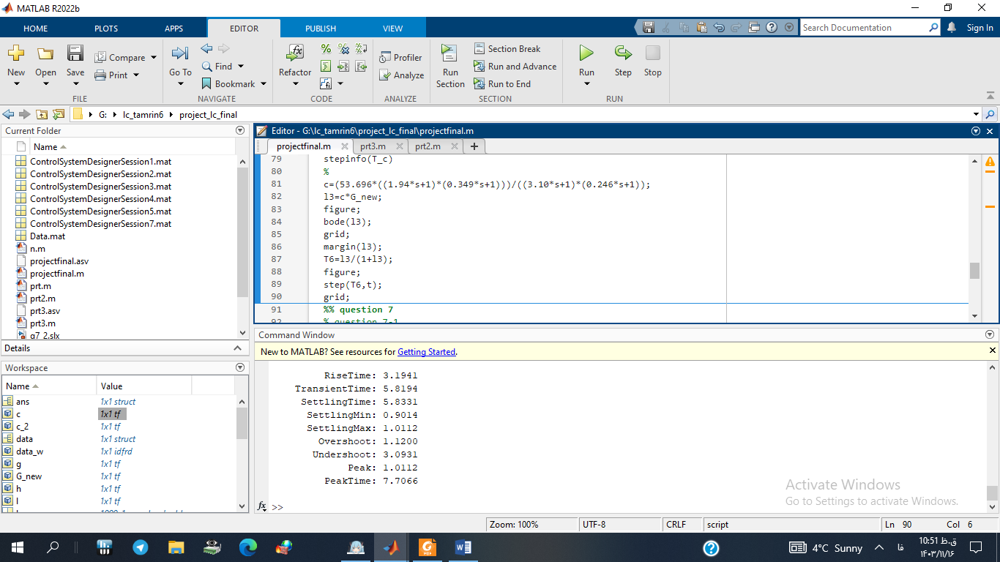 MATLAB R2022b
HOME PLOTS APPS EDITOR PUBLISH VIEW Search Documentation Sign In
New Open Save Compare Print Go To Find Bookmark Refactor Profiler Analyze Run Section Section Break Run and Advance Run to End Run Step Stop
FILE NAVIGATE CODE ANALYZE SECTION RUN
G: lc_tamrin6 project_lc_final
Current Folder
Name
ControlSystemDesignerSession1.mat
ControlSystemDesignerSession2.mat
ControlSystemDesignerSession3.mat
ControlSystemDesignerSession4.mat
ControlSystemDesignerSession5.mat
ControlSystemDesignerSession7.mat
Data.mat
n.m
projectfinal.asv
projectfinal.m
prt.m
prt2.m
prt3.asv
prt3.m
q7_2.slx
Details
Workspace
Name Value
ans 1x1 struct
c 1x1 tf
c_2 1x1 tf
data 1x1 struct
data_w 1x1 idfrd
g 1x1 tf
G_new 1x1 tf
h 1x1 tf
l 1x1 tf
Editor - G:\lc_tamrin6\project_lc_final\projectfinal.m
projectfinal.m prt3.m prt2.m
79 stepinfo(T_c)
80 %
81 c=(53.696*((1.94*s+1)*(0.349*s+1)))/((3.10*s+1)*(0.246*s+1));
82 l3=c*G_new;
83 figure;
84 bode(l3);
85 grid;
86 margin(l3);
87 T6=l3/(1+l3);
88 figure;
89 step(T6,t);
90 grid;
91 %% question 7
92 % question 7-1
Command Window
New to MATLAB? See resources for Getting Started.
RiseTime: 3.1941
TransientTime: 5.8194
SettlingTime: 5.8331
SettlingMin: 0.9014
SettlingMax: 1.0112
Overshoot: 1.1200
Undershoot: 3.0931
Peak: 1.0112
PeakTime: 7.7066
fx >>
Activate Windows
Go to Settings to activate Windows.
Zoom: 100% UTF-8 CRLF script Ln 90 Col 6
4°C Sunny فا
10:51 ق.ظ
۱۴۰۳/۱۱/۱۶